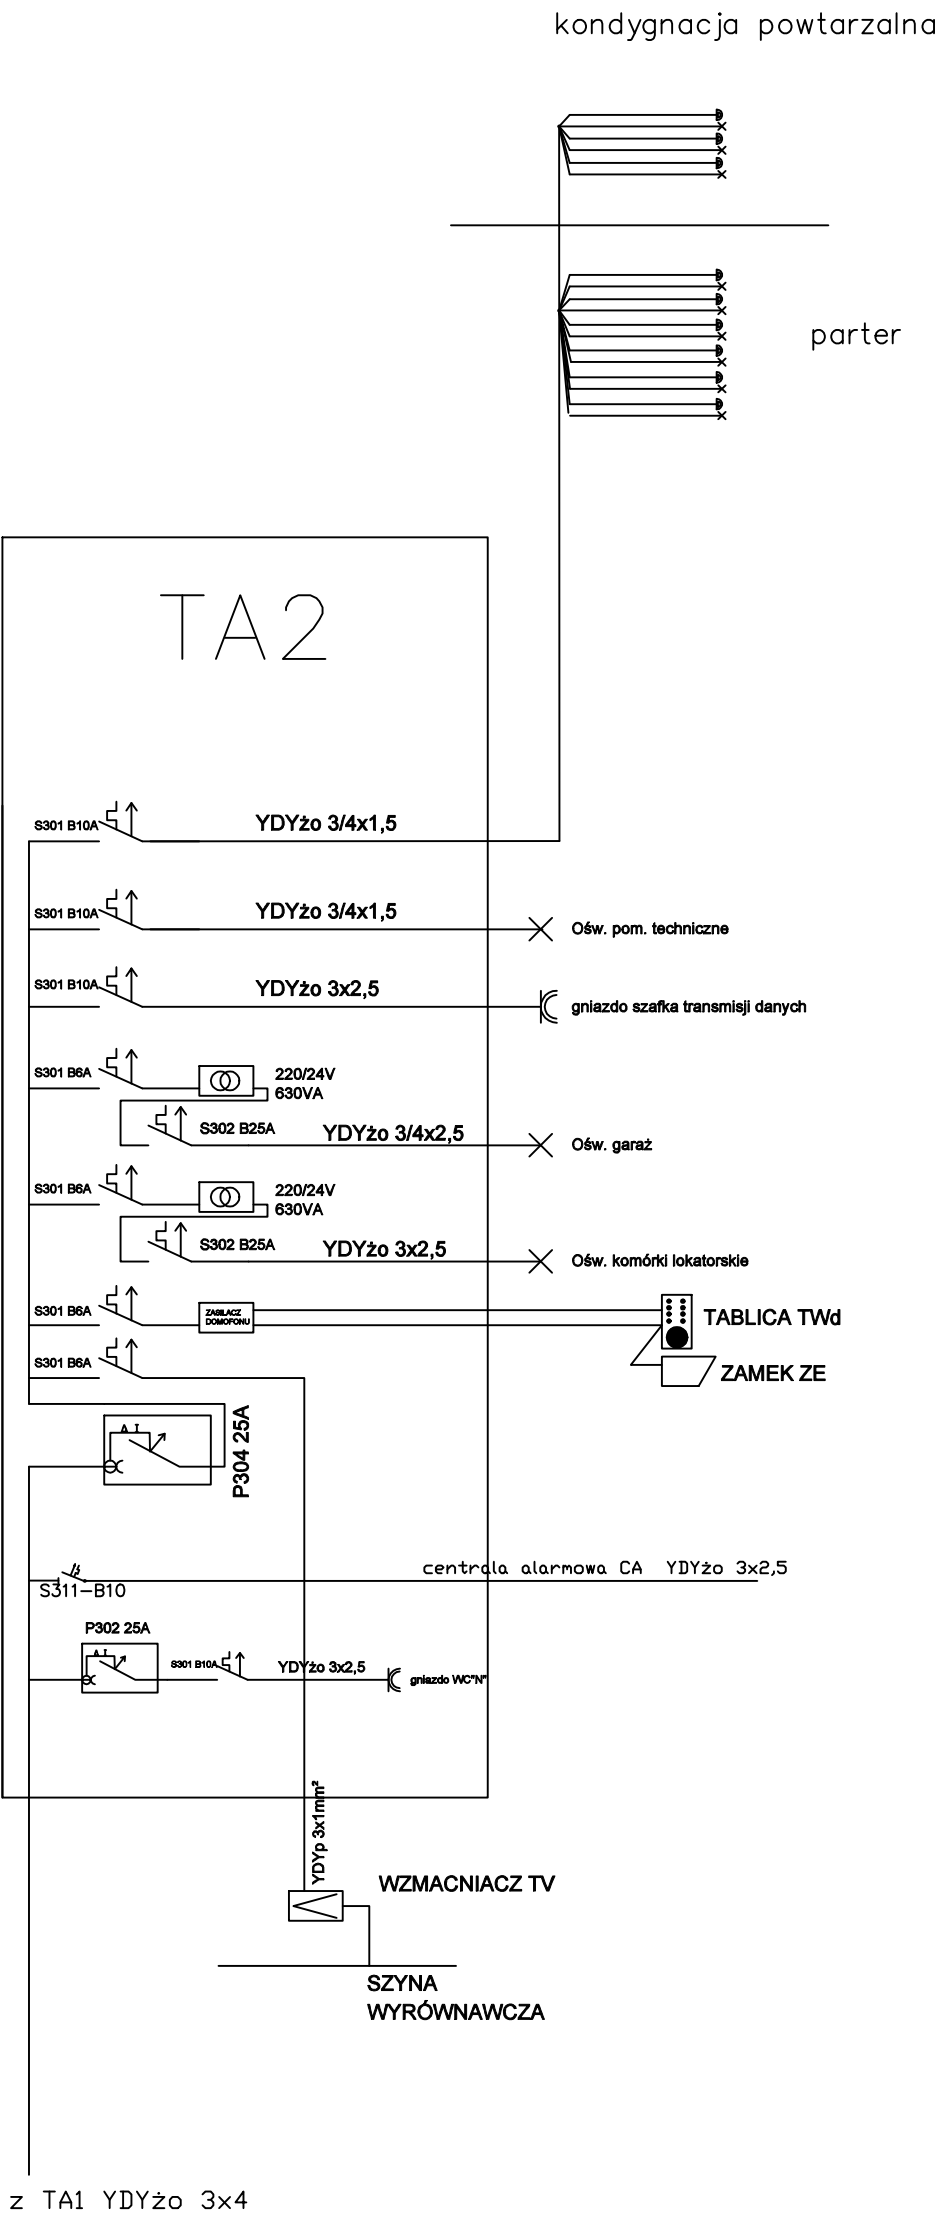 kondygnacja powtarzalna
parter
TA2
S301 B10A
YDYżo 3/4x1,5
S301 B10A
YDYżo 3/4x1,5
Ośw. pom. techniczne
S301 B10A
YDYżo 3x2,5
gniazdo szafka transmisji danych
S301 B6A
220/24V
630VA
S302 B25A
YDYżo 3/4x2,5
Ośw. garaż
S301 B6A
220/24V
630VA
S302 B25A
YDYżo 3x2,5
Ośw. komórki lokatorskie
S301 B6A
ZASILACZ
DOMOFONU
TABLICA TWd
S301 B6A
ZAMEK ZE
Δ I
P304 25A
centrala alarmowa CA YDYżo 3x2,5
S311-B10
P302 25A
Δ I
S301 B10A
YDYżo 3x2,5
gniazdo WC"N"
YDYp 3x1mm²
WZMACNIACZ TV
SZYNA
WYRÓWNAWCZA
z TA1 YDYżo 3x4